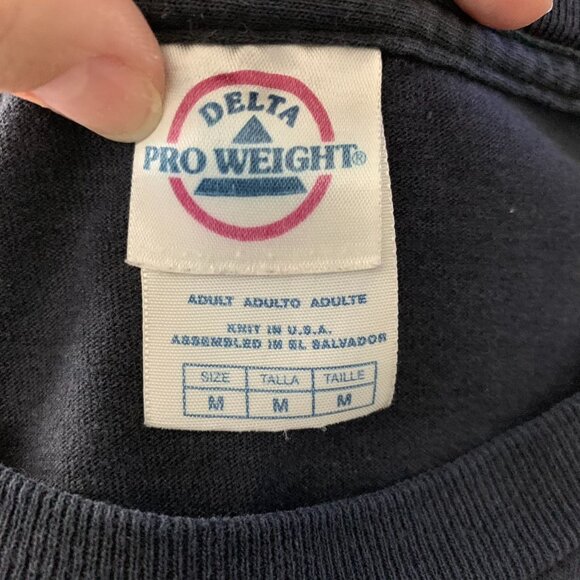 DELTA
PRO WEIGHT®
ADULT ADULTO ADULTE
KNIT IN U.S.A.
ASSEMBLED IN EL SALVADOR
SIZE TALLA TAILLE
M M M